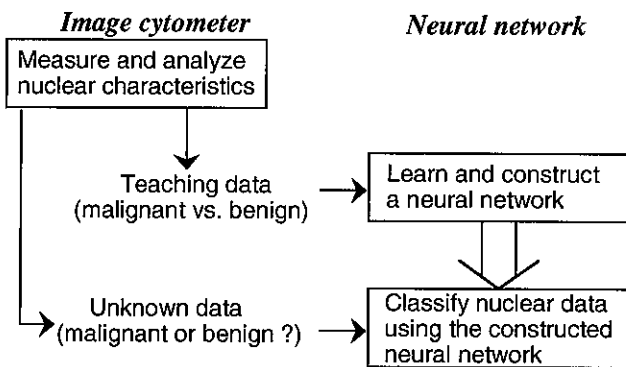 Image cytometer
Neural network
Measure and analyze
nuclear characteristics
Teaching data
(malignant vs. benign)
Learn and construct
a neural network
Unknown data
(malignant or benign ?)
Classify nuclear data
using the constructed
neural network